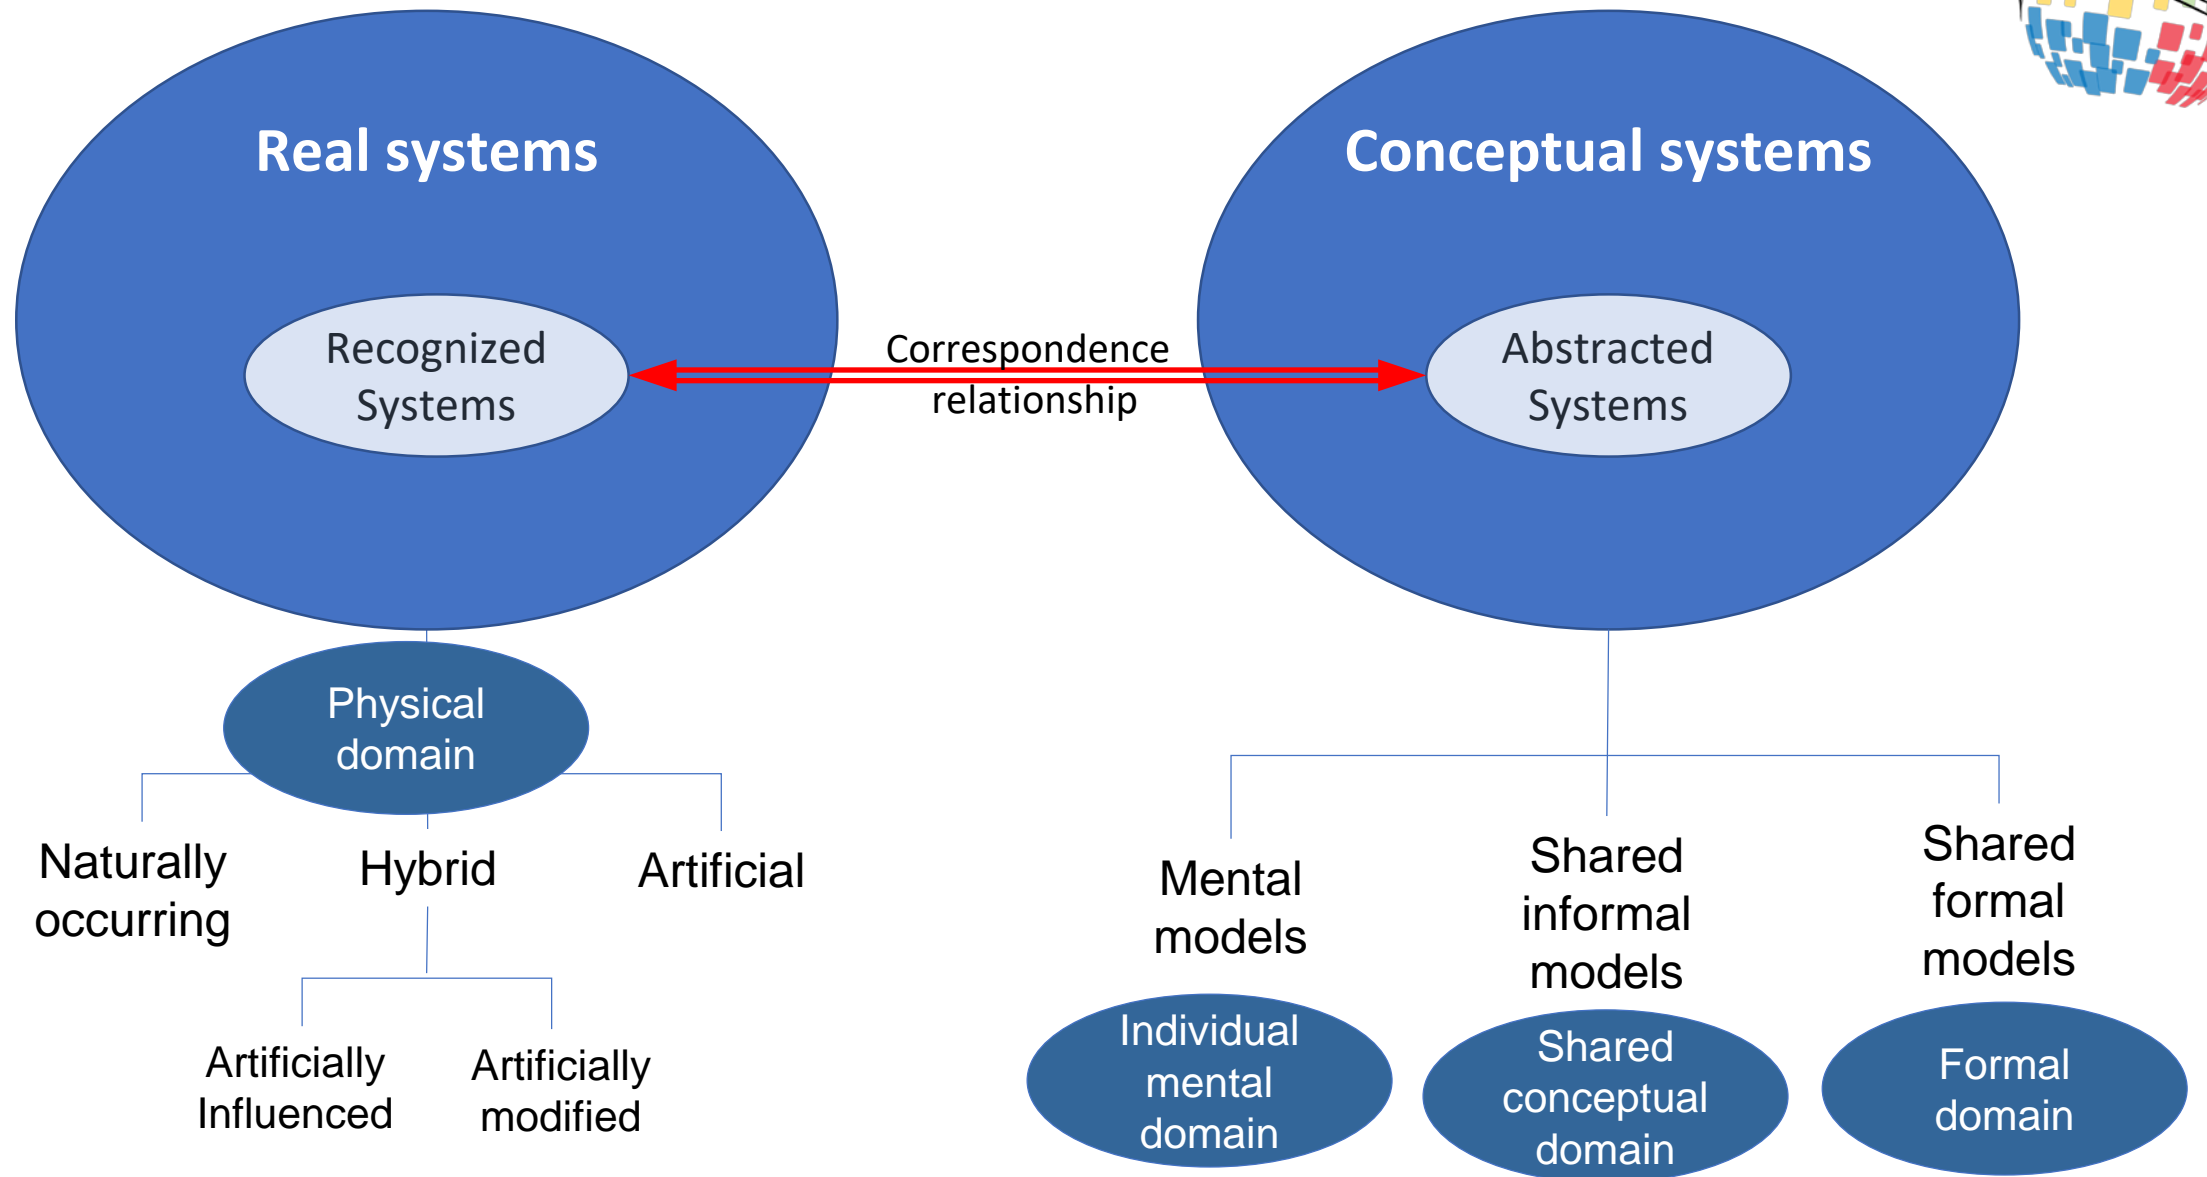 Real systems
Conceptual systems
Recognized
Systems
Correspondence
relationship
Abstracted
Systems
Physical
domain
Naturally
occurring
Hybrid
Artificial
Artificially
Influenced
Artificially
modified
Mental
models
Shared
informal
models
Shared
formal
models
Individual
mental
domain
Shared
conceptual
domain
Formal
domain